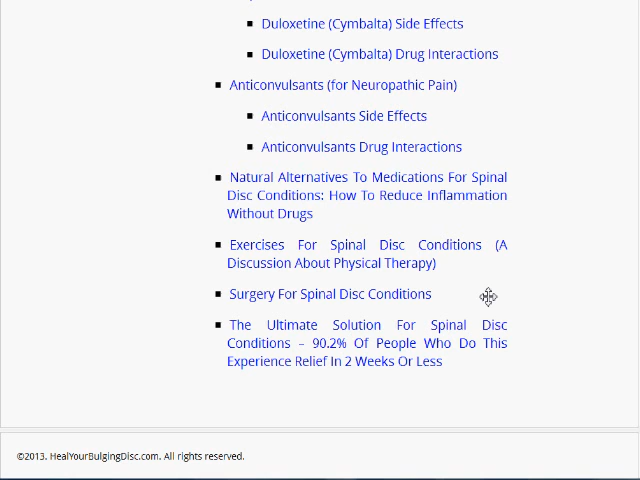 Duloxetine (Cymbalta) Side Effects
Duloxetine (Cymbalta) Drug Interactions
Anticonvulsants (for Neuropathic Pain)
Anticonvulsants Side Effects
Anticonvulsants Drug Interactions
Natural Alternatives To Medications For Spinal
Disc Conditions: How To Reduce Inflammation
Without Drugs
Exercises For Spinal Disc Conditions (A
Discussion About Physical Therapy)
Surgery For Spinal Disc Conditions
The Ultimate Solution For Spinal Disc
Conditions – 90.2% Of People Who Do This
Experience Relief In 2 Weeks Or Less
©2013. HealYourBulgingDisc.com. All rights reserved.